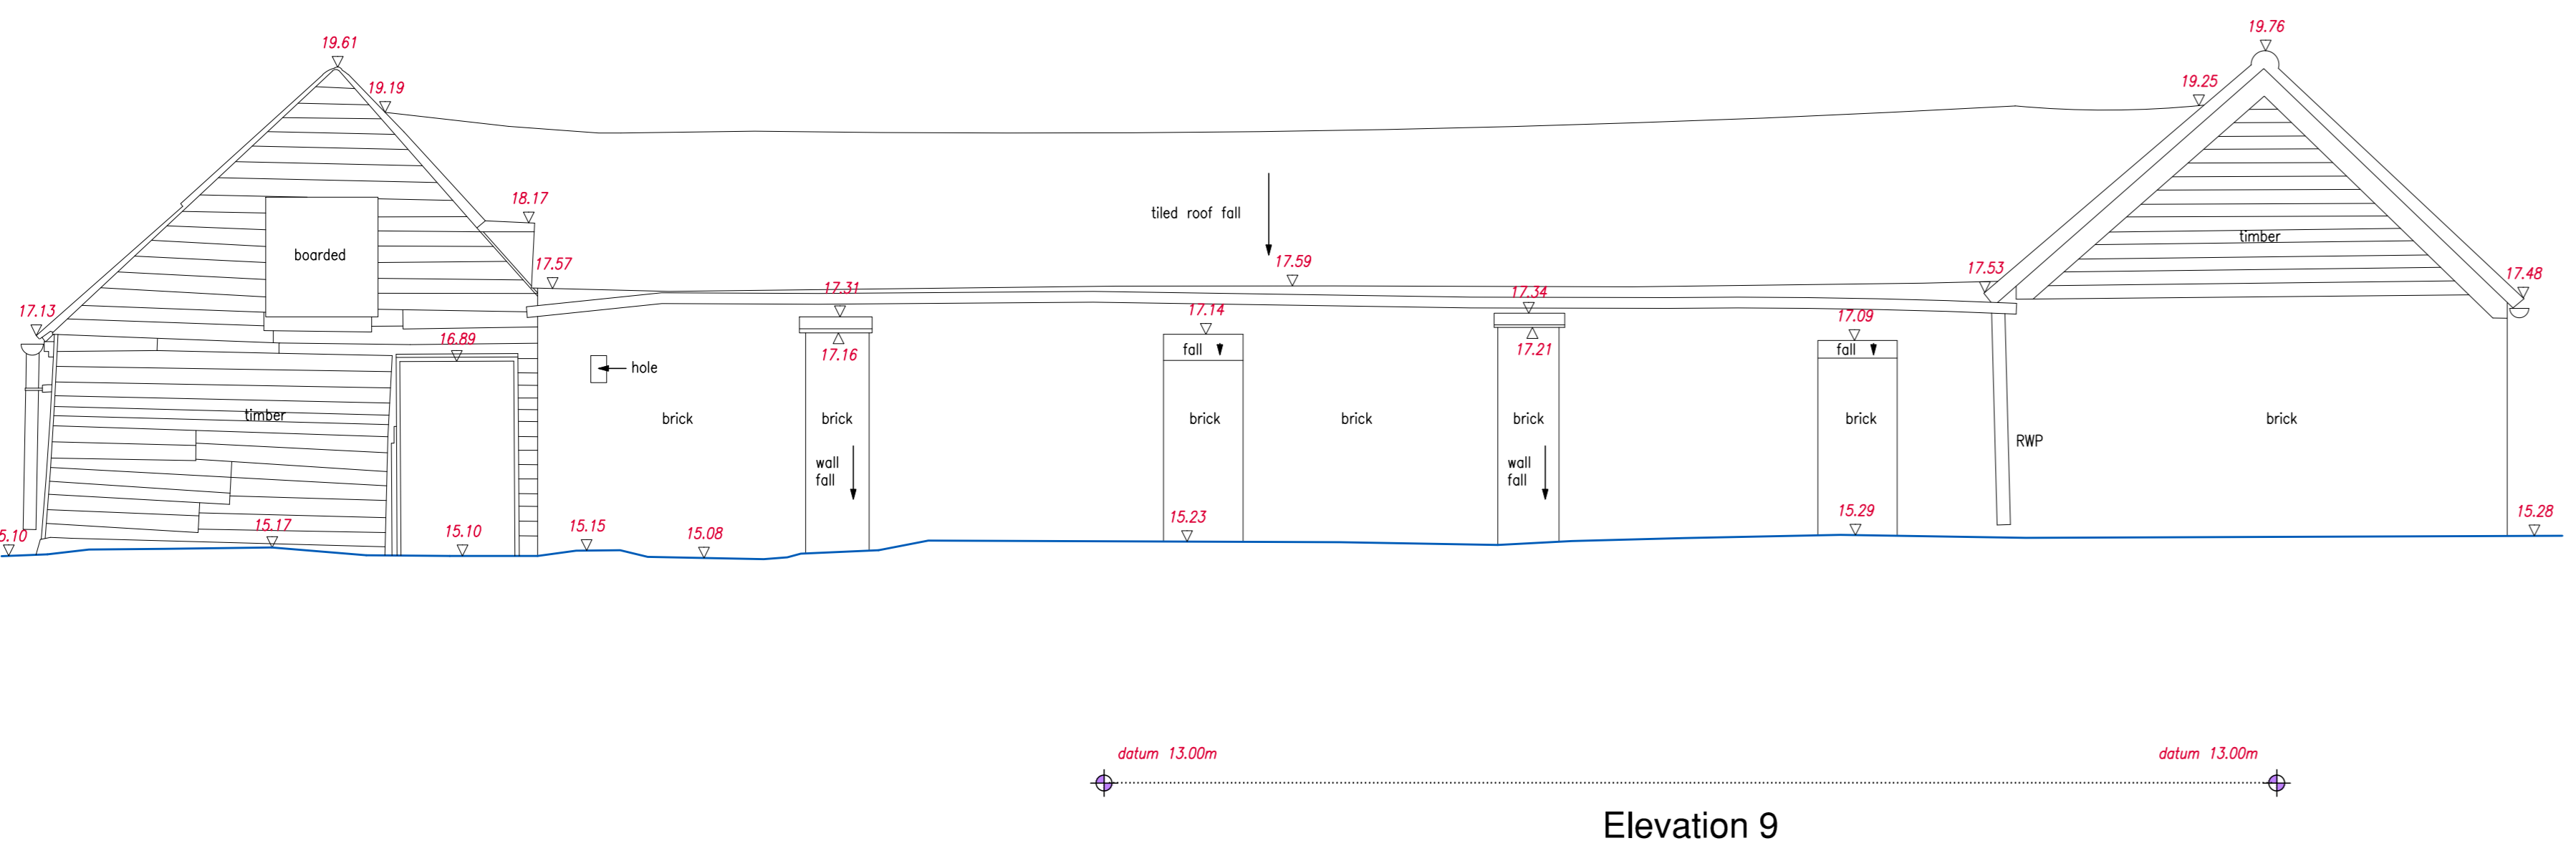 19.76
19.61
19.25
19.19
18.17
tiled roof fall
timber
boarded
17.57
17.59
17.53
17.48
17.31
17.34
17.13
17.14
17.09
16.89
17.16
fall
17.21
fall
hole
timber
brick
brick
brick
brick
brick
brick
brick
RWP
wall
fall
wall
fall
5.10
15.17
15.10
15.15
15.08
15.23
15.29
15.28
datum 13.00m
datum 13.00m
Elevation 9